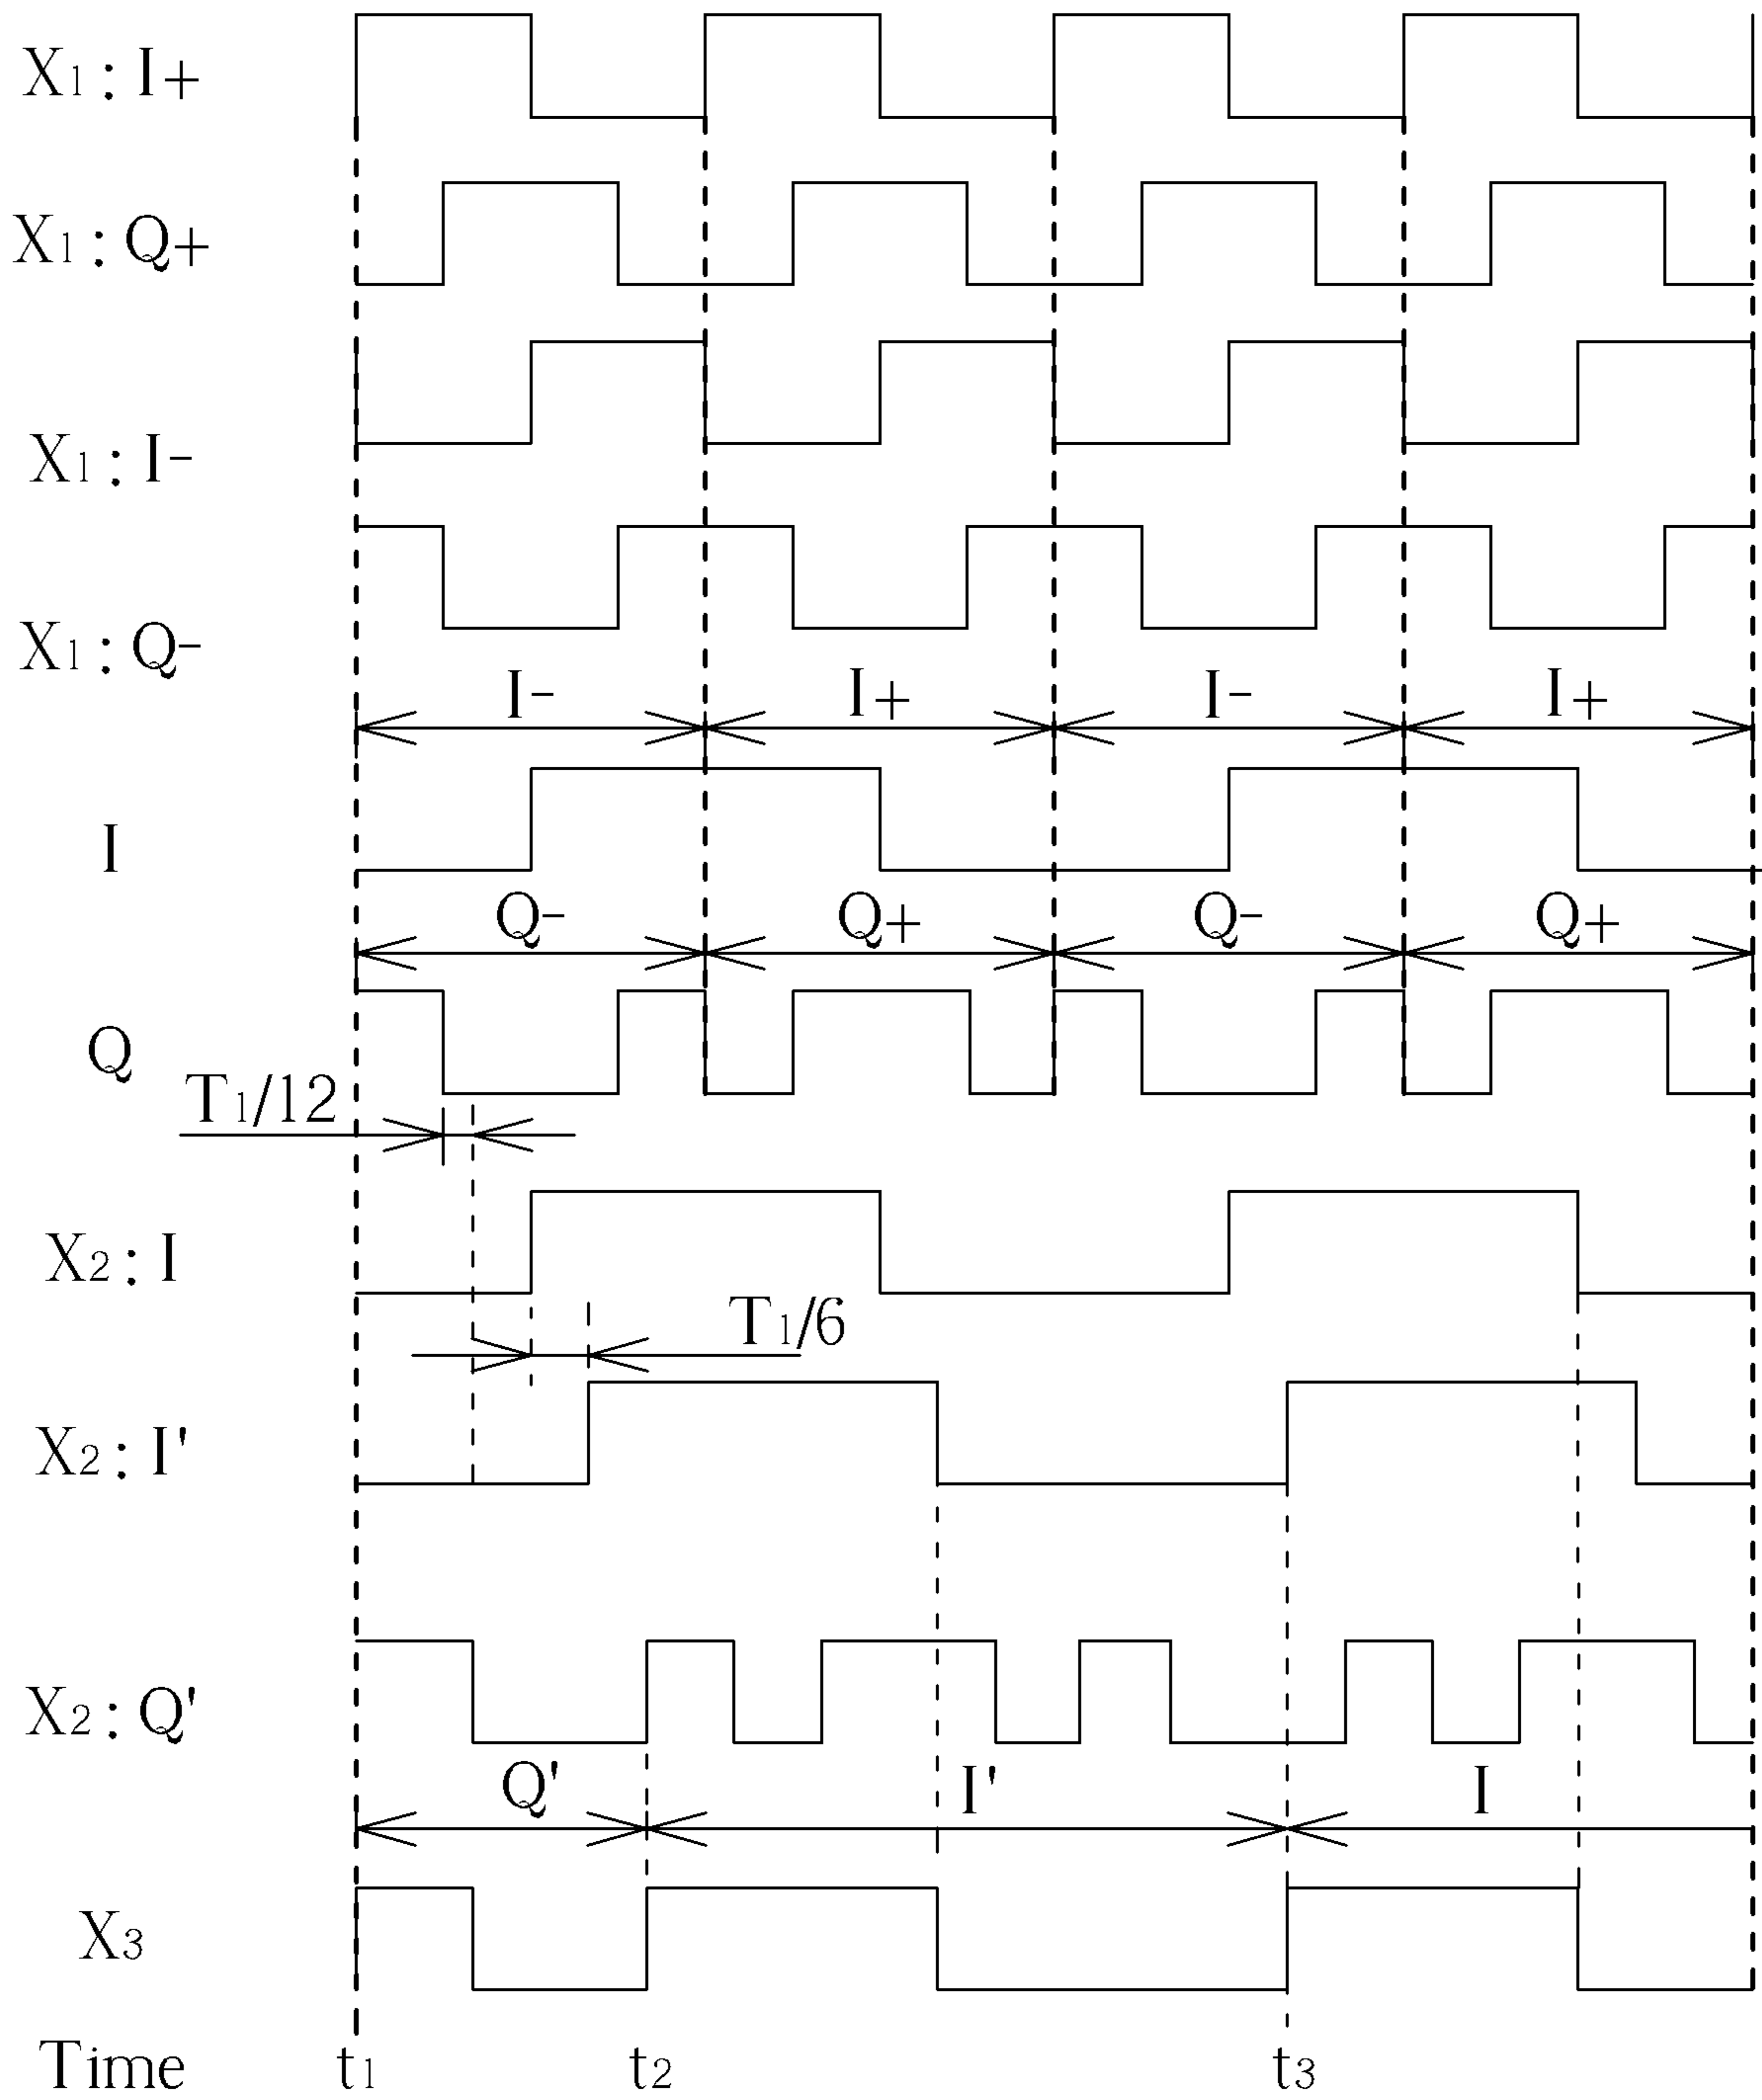 X1 : I+
X1 : Q+
X1 : I-
X1 : Q-
I- I+ I- I+
I
Q- Q+ Q- Q+
Q
T1/12
X2 : I
T1/6
X2 : I'
X2 : Q'
Q' I' I
X3
Time t1 t2 t3